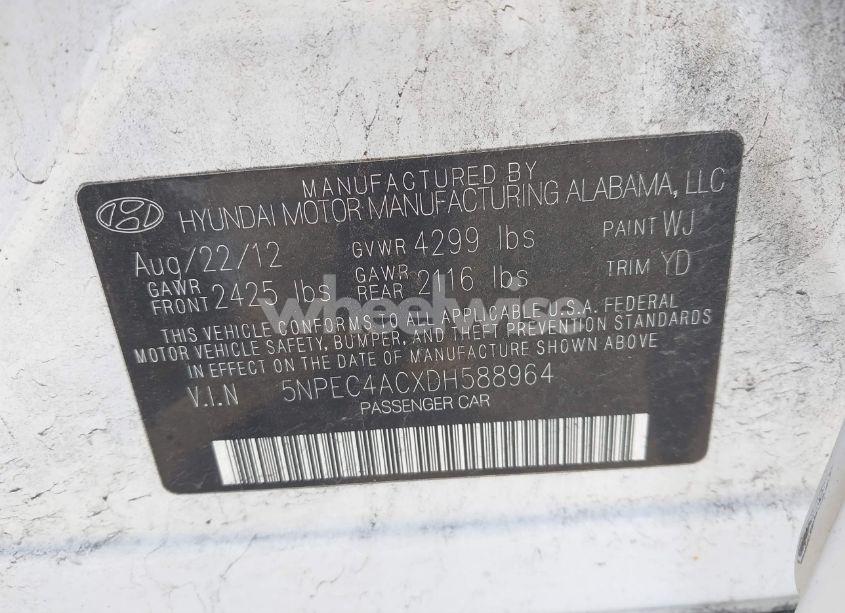 MANUFACTURED BY
HYUNDAI MOTOR MANUFACTURING ALABAMA, LLC
Aug/22/12 GVWR 4299 lbs PAINT WJ
GAWR FRONT 2425 lbs GAWR REAR 2116 lbs TRIM YD
wheelwise
THIS VEHICLE CONFORMS TO ALL APPLICABLE U.S.A. FEDERAL
MOTOR VEHICLE SAFETY, BUMPER, AND THEFT PREVENTION STANDARDS
IN EFFECT ON THE DATE OF MANUFACTURE SHOWN ABOVE
V.I.N 5NPEC4ACXDH588964
PASSENGER CAR